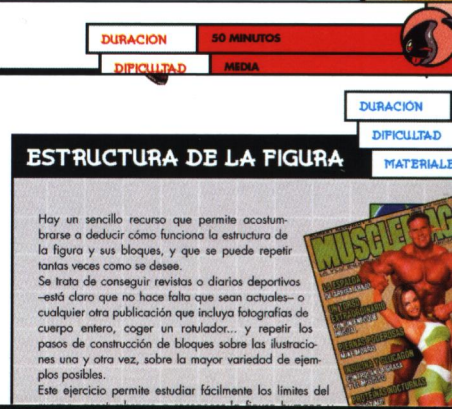 DURACION 50 MINUTOS
DIFICULTAD MEDIA
DURACIÓN
DIFICULTAD
MATERIALE
ESTRUCTURA DE LA FIGURA
Hay un sencillo recurso que permite acostum-
brarse a deducir cómo funciona la estructura de
la figura y sus bloques, y que se puede repetir
tantas veces como se desee.
Se trata de conseguir revistas o diarios deportivos
–está claro que no hace falta que sean actuales– o
cualquier otra publicación que incluya fotografías de
cuerpo entero, coger un rotulador... y repetir los
pasos de construcción de bloques sobre las ilustracio-
nes una y otra vez, sobre la mayor variedad de ejem-
plos posibles.
Este ejercicio permite estudiar fácilmente los límites del
MUSCLEMAG
LA ESPALDA